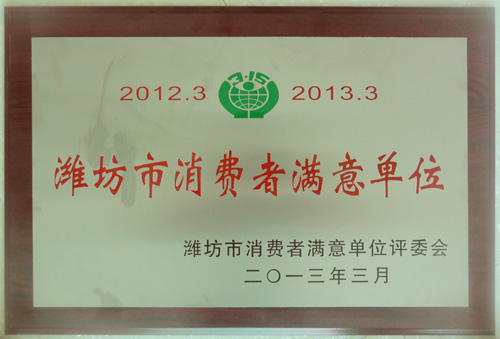 2012.3 3·15 2013.3
潍坊市消费者满意单位
潍坊市消费者满意单位评委会
二〇一三年三月